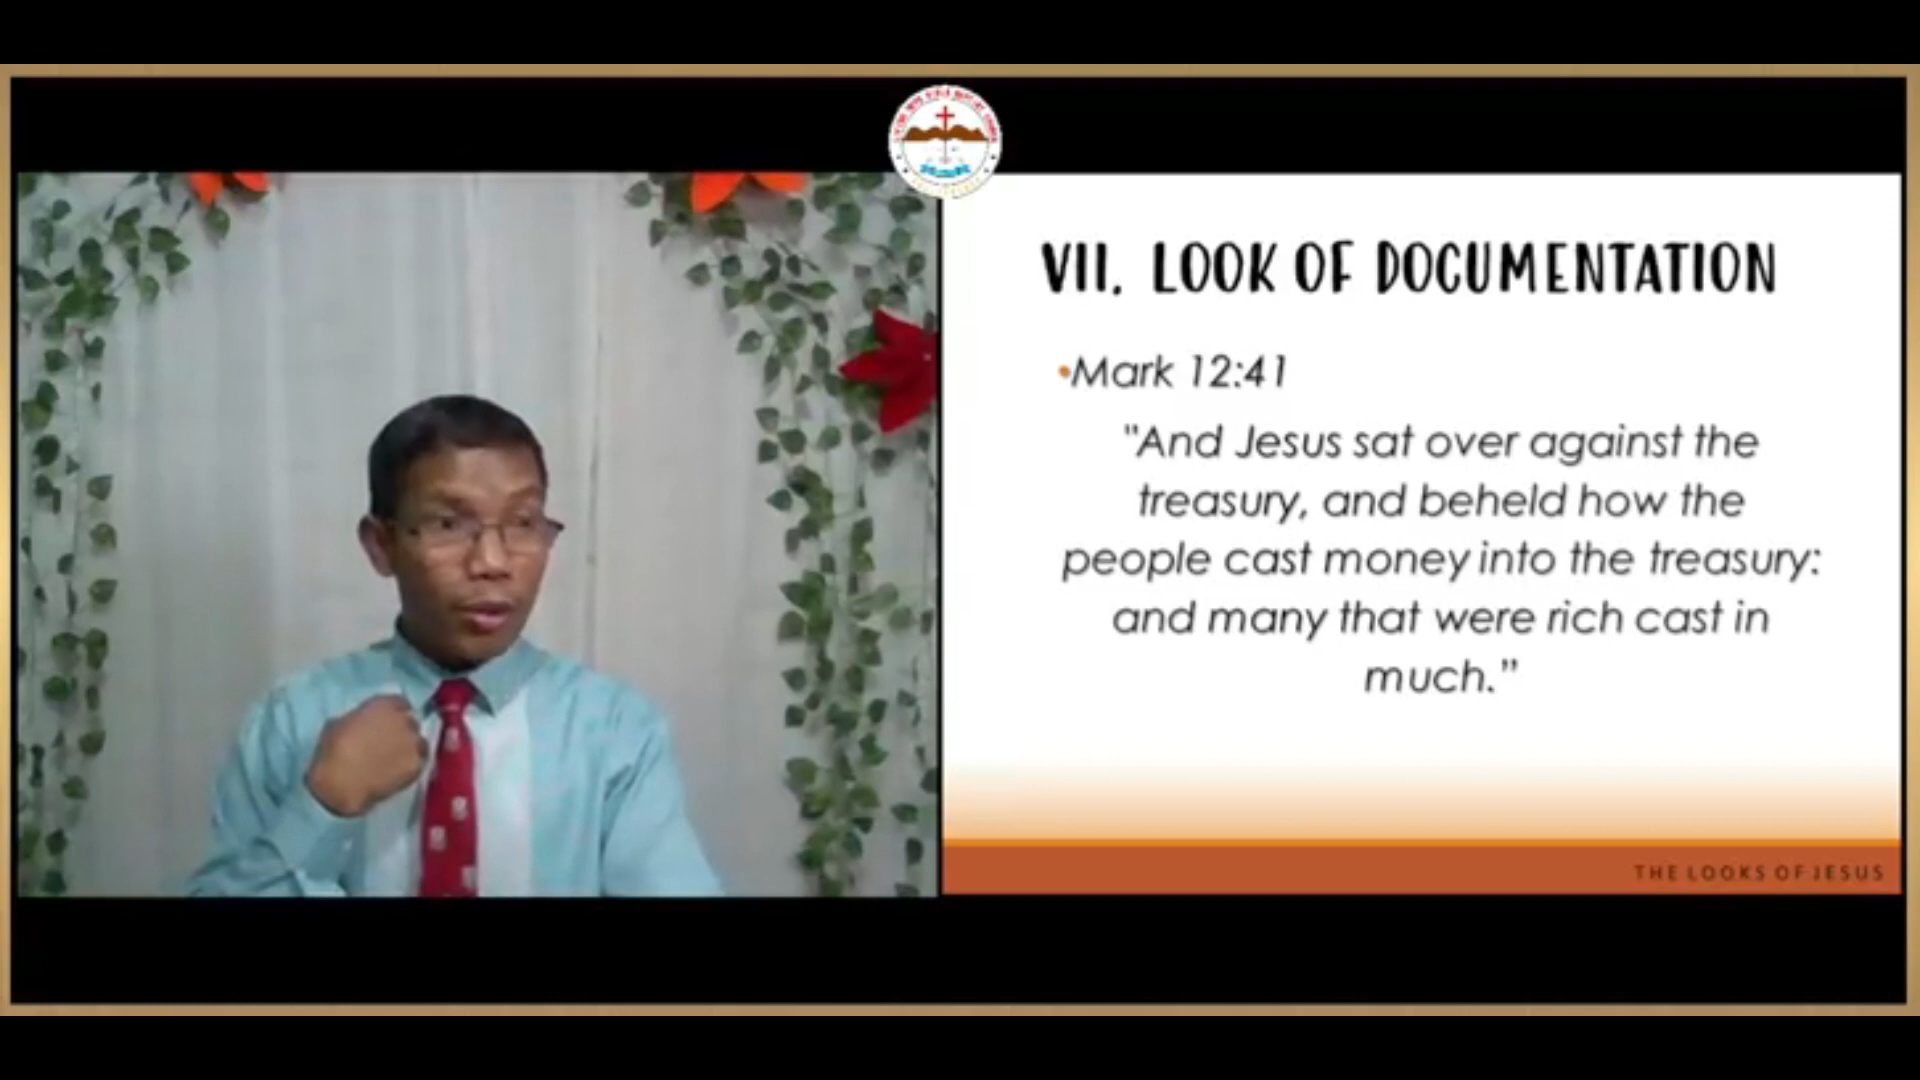 VII. LOOK OF DOCUMENTATION
•Mark 12:41
"And Jesus sat over against the
treasury, and beheld how the
people cast money into the treasury:
and many that were rich cast in
much.”
THE LOOKS OF JESUS